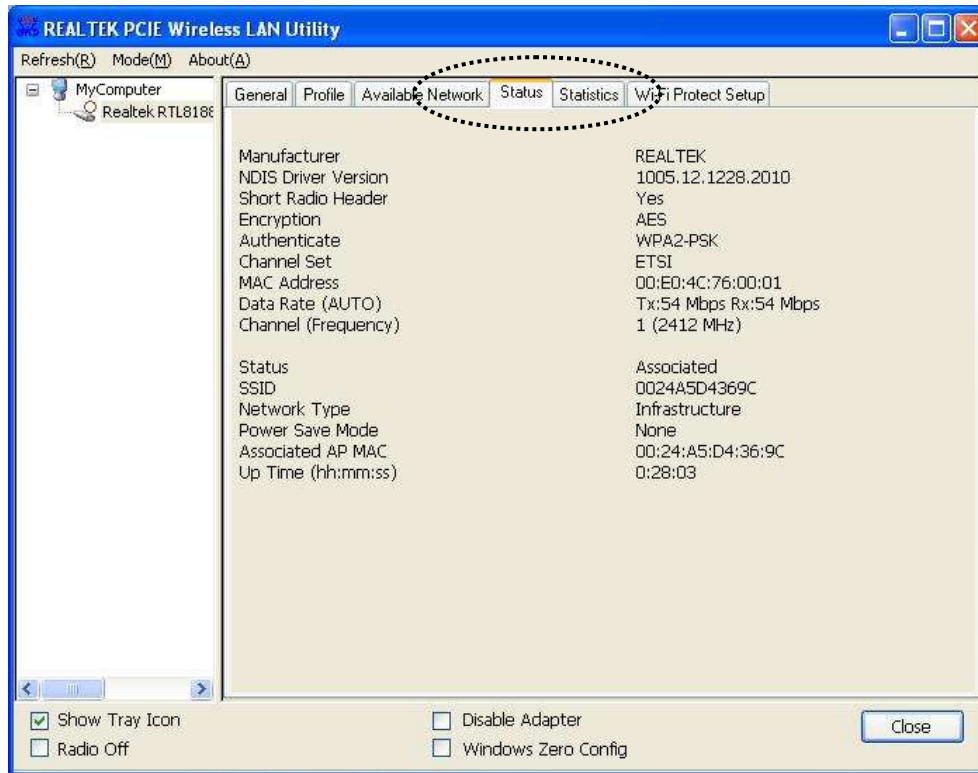 REALTEK PCIE Wireless LAN Utility
Refresh(R) Mode(M) About(A)
MyComputer
Realtek RTL8188
General Profile Available Network Status Statistics Wi-Fi Protect Setup
Manufacturer REALTEK
NDIS Driver Version 1005.12.1228.2010
Short Radio Header Yes
Encryption AES
Authenticate WPA2-PSK
Channel Set ETSI
MAC Address 00:E0:4C:76:00:01
Data Rate (AUTO) Tx:54 Mbps Rx:54 Mbps
Channel (Frequency) 1 (2412 MHz)
Status Associated
SSID 0024A5D4369C
Network Type Infrastructure
Power Save Mode None
Associated AP MAC 00:24:A5:D4:36:9C
Up Time (hh:mm:ss) 0:28:03
Show Tray Icon Disable Adapter Close
Radio Off Windows Zero Config